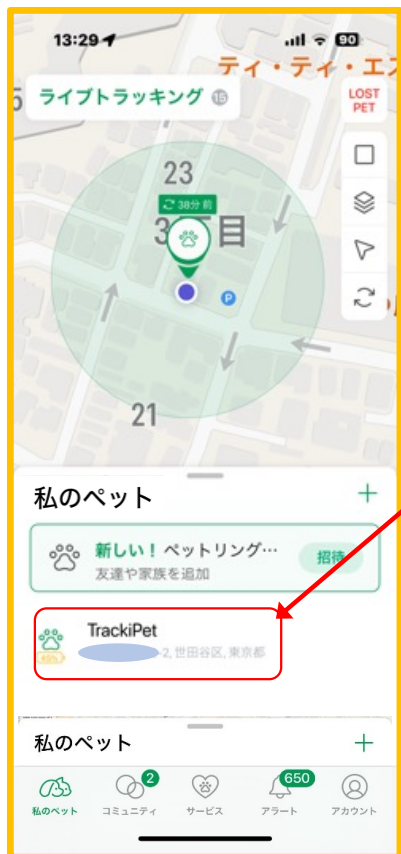 13:29
90
ティ・ティ・エス
5
ライブトラッキング 15
LOST
PET
23
38分前
3
目
P
21
私のペット
+
新しい！ ペットリング…
友達や家族を追加
招待
TrackiPet
-2, 世田谷区, 東京都
私のペット
+
2
650
私のペット
コミュニティ
サービス
アラート
アカウント